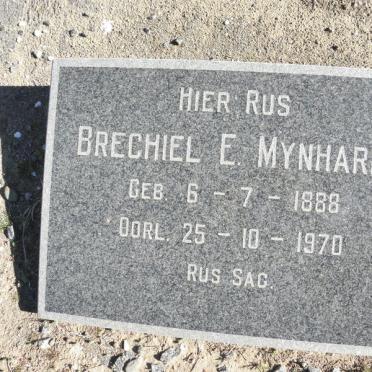 HIER RUS
BRECHIEL E. MYNHAR
GEB. 6 - 7 - 1888
OORL. 25 - 10 - 1970
RUS SAG